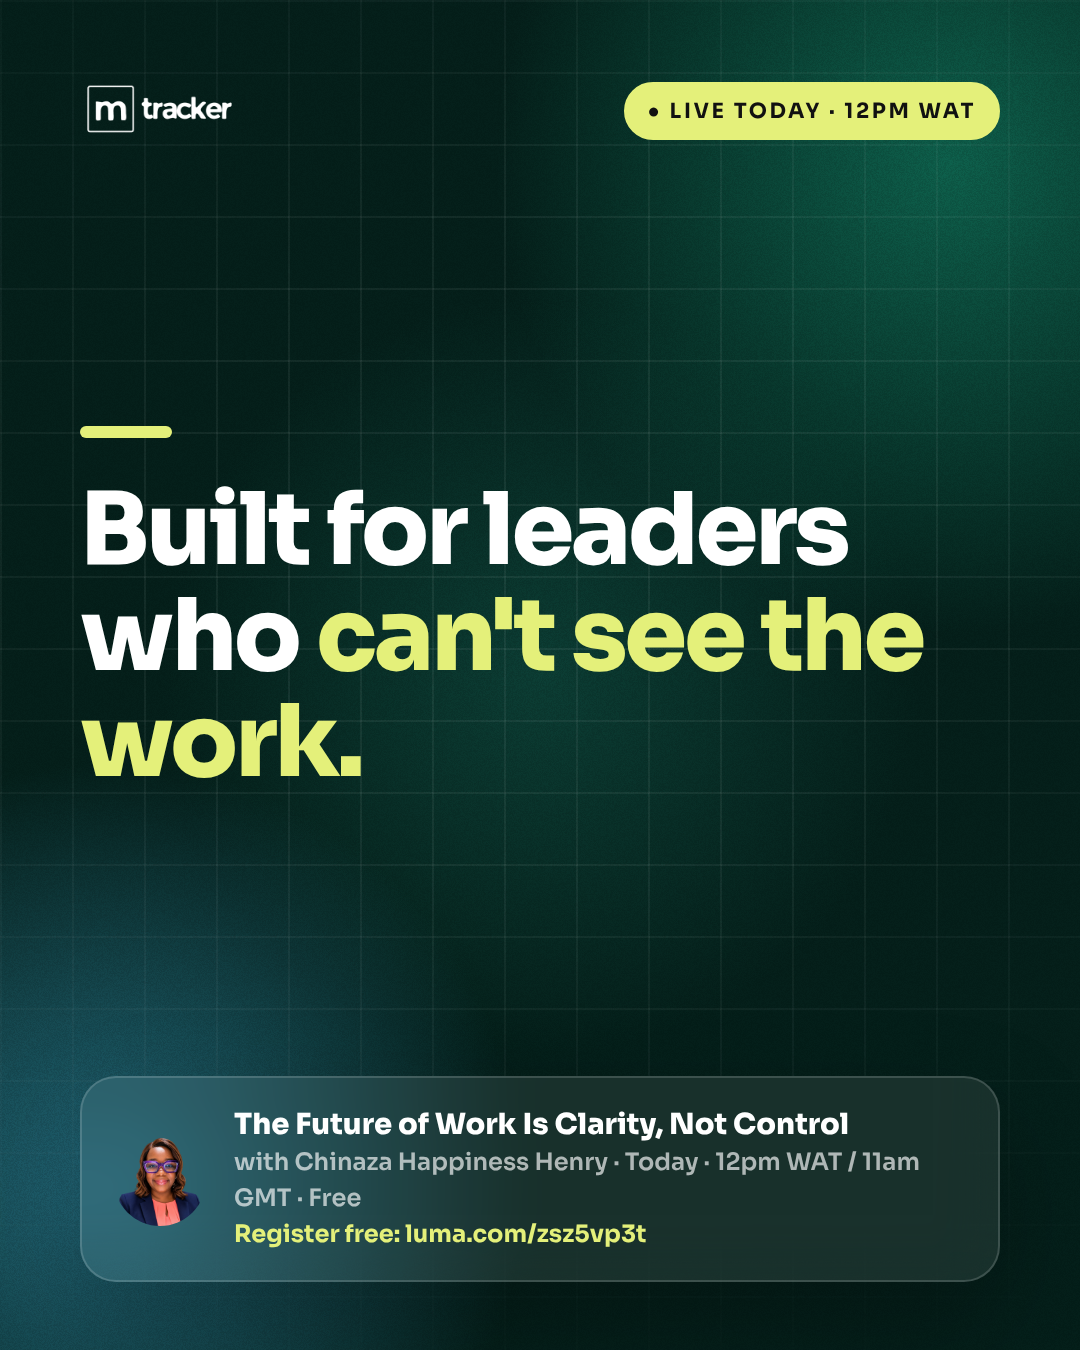 m tracker
• LIVE TODAY · 12PM WAT
Built for leaders
who can't see the
work.
The Future of Work Is Clarity, Not Control
with Chinaza Happiness Henry · Today · 12pm WAT / 11am
GMT · Free
Register free: luma.com/zsz5vp3t